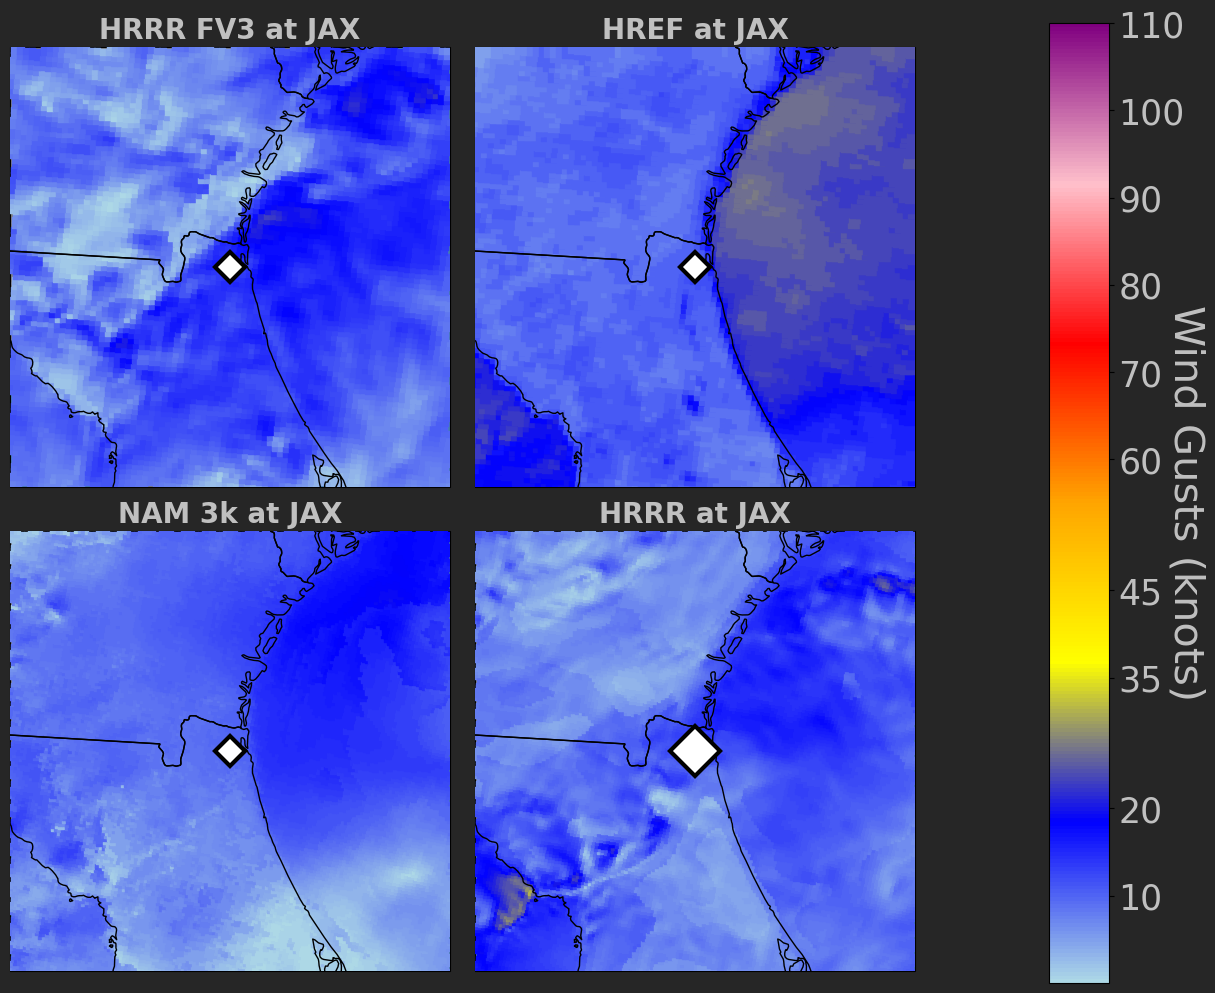 HRRR FV3 at JAX
HREF at JAX
NAM 3k at JAX
HRRR at JAX
110
100
90
80
70
60
45
35
20
10
Wind Gusts (knots)